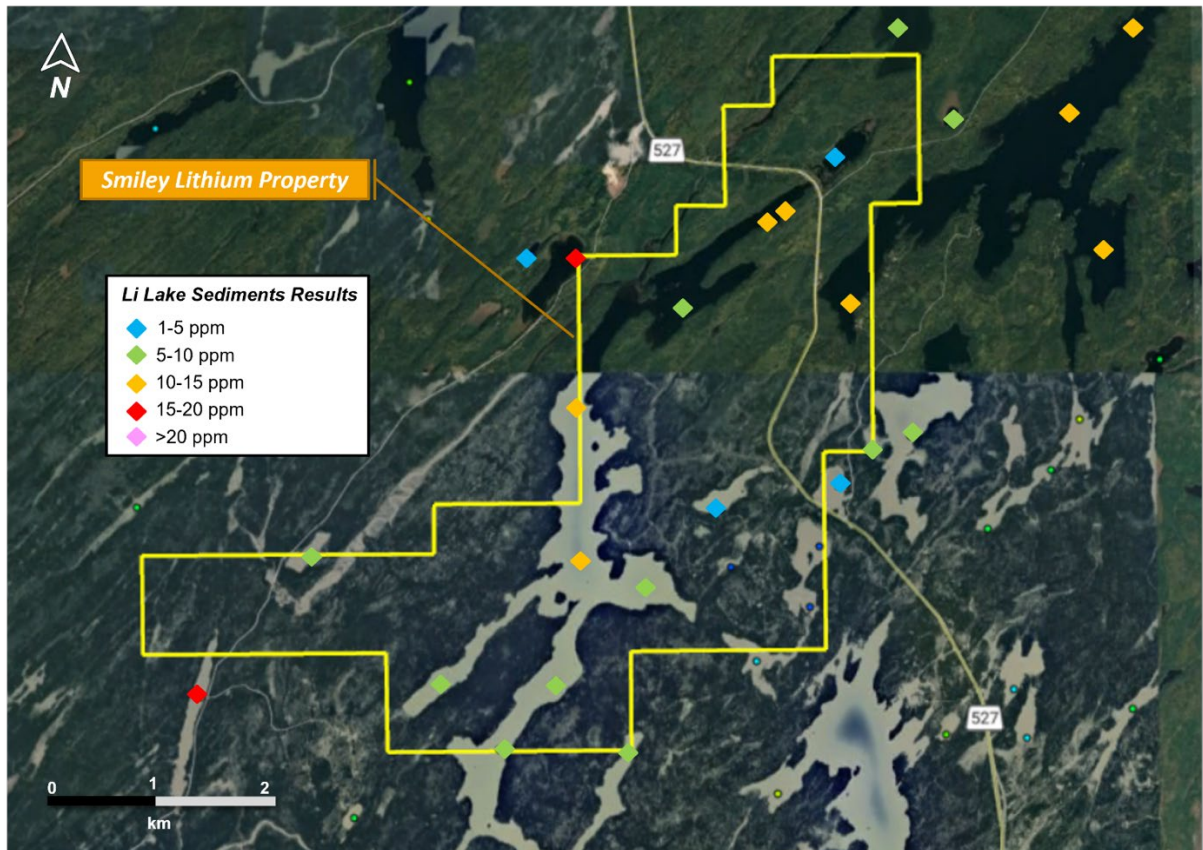 N
527
Smiley Lithium Property
Li Lake Sediments Results
1-5 ppm
5-10 ppm
10-15 ppm
15-20 ppm
>20 ppm
527
0 1 2
km